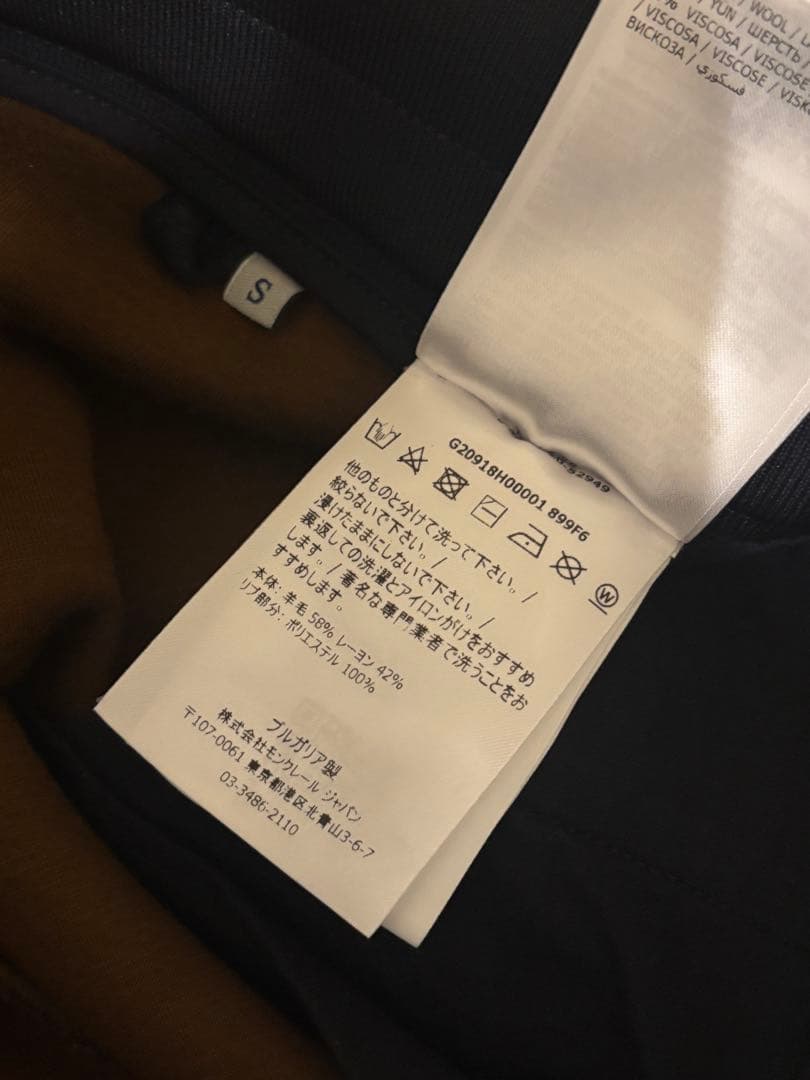 / WOOL /
% VISCOSA / VISCOSE
/ YUN / ШЕРСТЬ /
/ VISCOSA / VISCOSE /
ВИСКОЗА / فسكوري /
S
G20918H00001 899F6
52949
W
他のものと分けて洗って下さい。/
絞らないで下さい。/
浸けたままにしないで下さい。/
裏返しての洗濯とアイロンがけをおすすめ
します。/ 著名な専門業者で洗うことをお
すすめします。
本体: 羊毛 58% レーヨン 42%
リブ部分: ポリエステル 100%
ブルガリア製
株式会社モンクレール ジャパン
〒107-0061 東京都港区北青山3-6-7
03-3486-2110